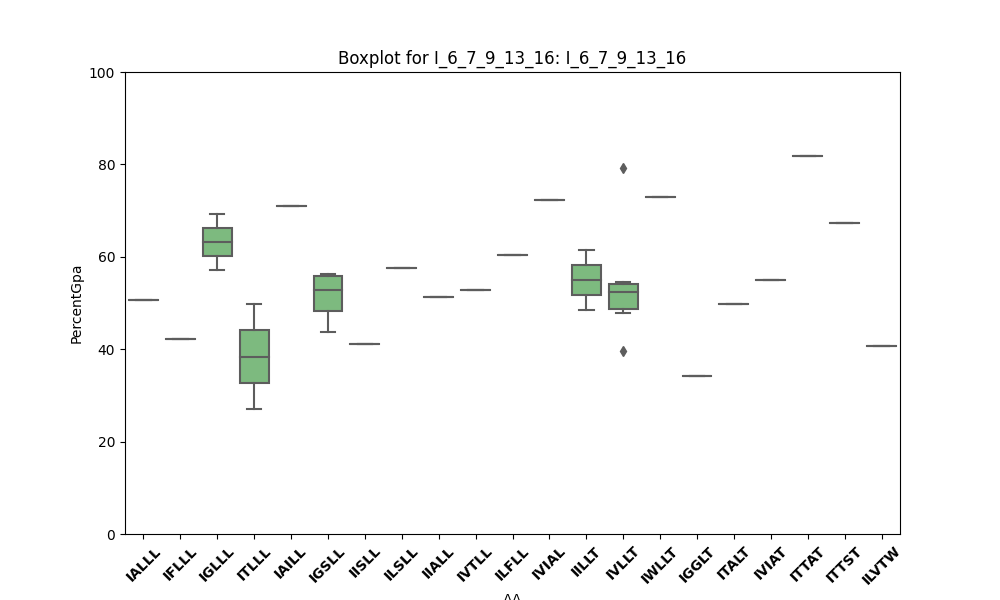 Boxplot for I_6_7_9_13_16: I_6_7_9_13_16
100
80
60
40
20
0
PercentGpa
IALLL
IFLLL
IGLLL
ITLLL
IAILL
IGSLL
IISLL
ILSLL
IIALL
IVTLL
ILFLL
IVIAL
IILLT
IVLLT
IWLLT
IGGLT
ITALT
IVIAT
ITTAT
ITTST
ILVTW
AA